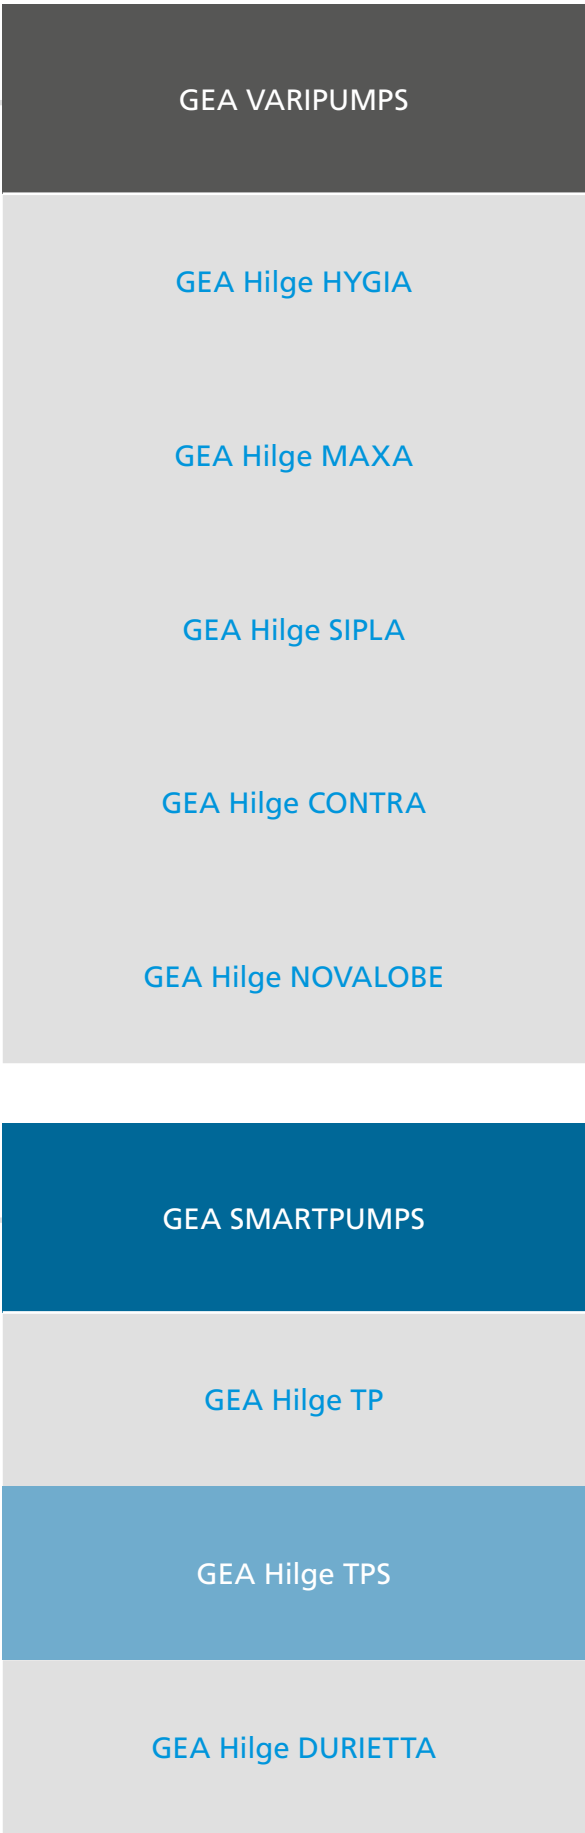 GEA VARIPUMPS
GEA Hilge HYGIA
GEA Hilge MAXA
GEA Hilge SIPLA
GEA Hilge CONTRA
GEA Hilge NOVALOBE
GEA SMARTPUMPS
GEA Hilge TP
GEA Hilge TPS
GEA Hilge DURIETTA